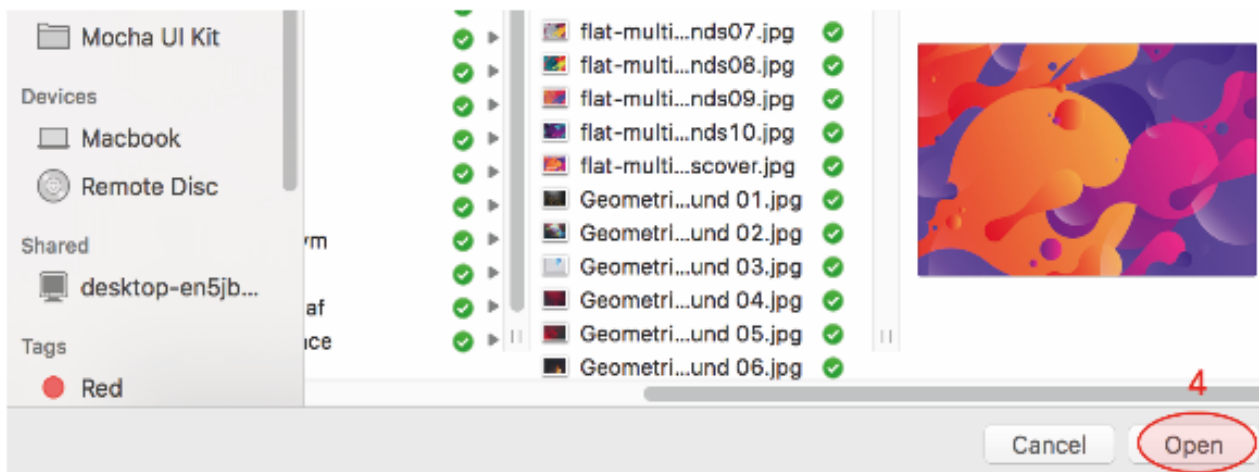 Mocha UI Kit
Devices
Macbook
Remote Disc
Shared
desktop-en5jb...
Tags
Red
ym
af
ice
flat-multi...nds07.jpg
flat-multi...nds08.jpg
flat-multi...nds09.jpg
flat-multi...nds10.jpg
flat-multi...scover.jpg
Geometri...und 01.jpg
Geometri...und 02.jpg
Geometri...und 03.jpg
Geometri...und 04.jpg
Geometri...und 05.jpg
Geometri...und 06.jpg
4
Cancel
Open